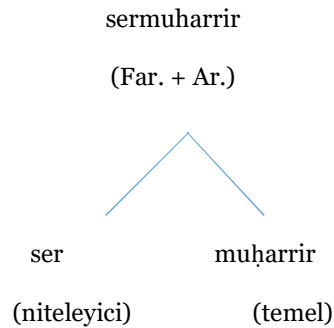 sermuharrir
(Far. + Ar.)
ser muḥarrir
(niteleyici) (temel)